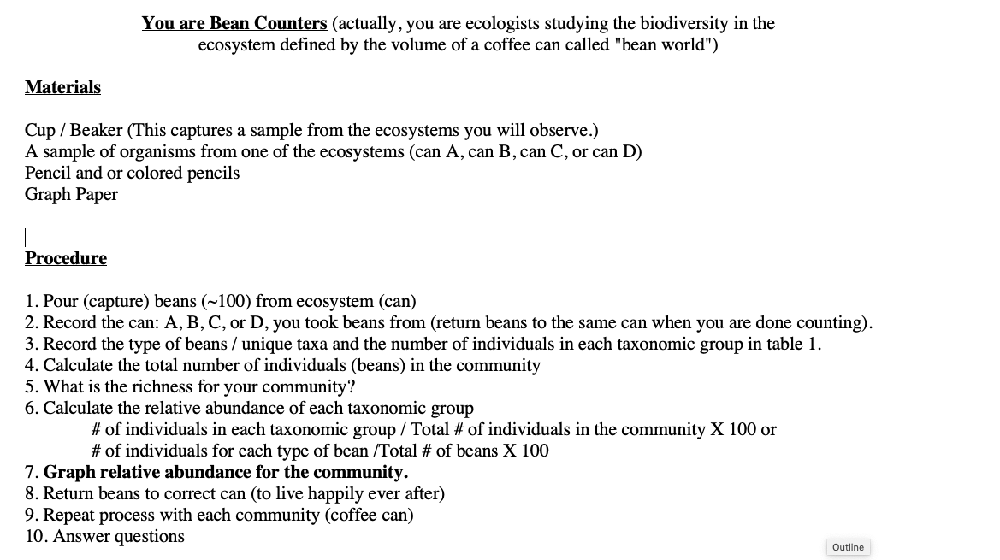 You are Bean Counters (actually, you are ecologists studying the biodiversity in the
ecosystem defined by the volume of a coffee can called "bean world")
Materials
Cup / Beaker (This captures a sample from the ecosystems you will observe.)
A sample of organisms from one of the ecosystems (can A, can B, can C, or can D)
Pencil and or colored pencils
Graph Paper
Procedure
1. Pour (capture) beans (~100) from ecosystem (can)
2. Record the can: A, B, C, or D, you took beans from (return beans to the same can when you are done counting).
3. Record the type of beans / unique taxa and the number of individuals in each taxonomic group in table 1.
4. Calculate the total number of individuals (beans) in the community
5. What is the richness for your community?
6. Calculate the relative abundance of each taxonomic group
# of individuals in each taxonomic group / Total # of individuals in the community X 100 or
# of individuals for each type of bean /Total # of beans X 100
7. Graph relative abundance for the community.
8. Return beans to correct can (to live happily ever after)
9. Repeat process with each community (coffee can)
10. Answer questions
Outline